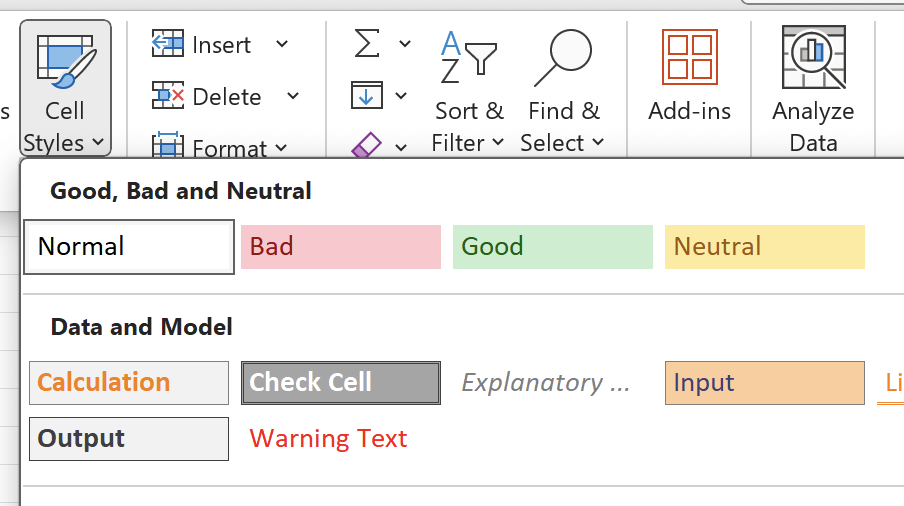 Insert
Delete
Format
Cell
Styles
Sort &
Filter
Find &
Select
Add-ins
Analyze
Data
Good, Bad and Neutral
Normal Bad Good Neutral
Data and Model
Calculation Check Cell Explanatory ... Input Li
Output Warning Text